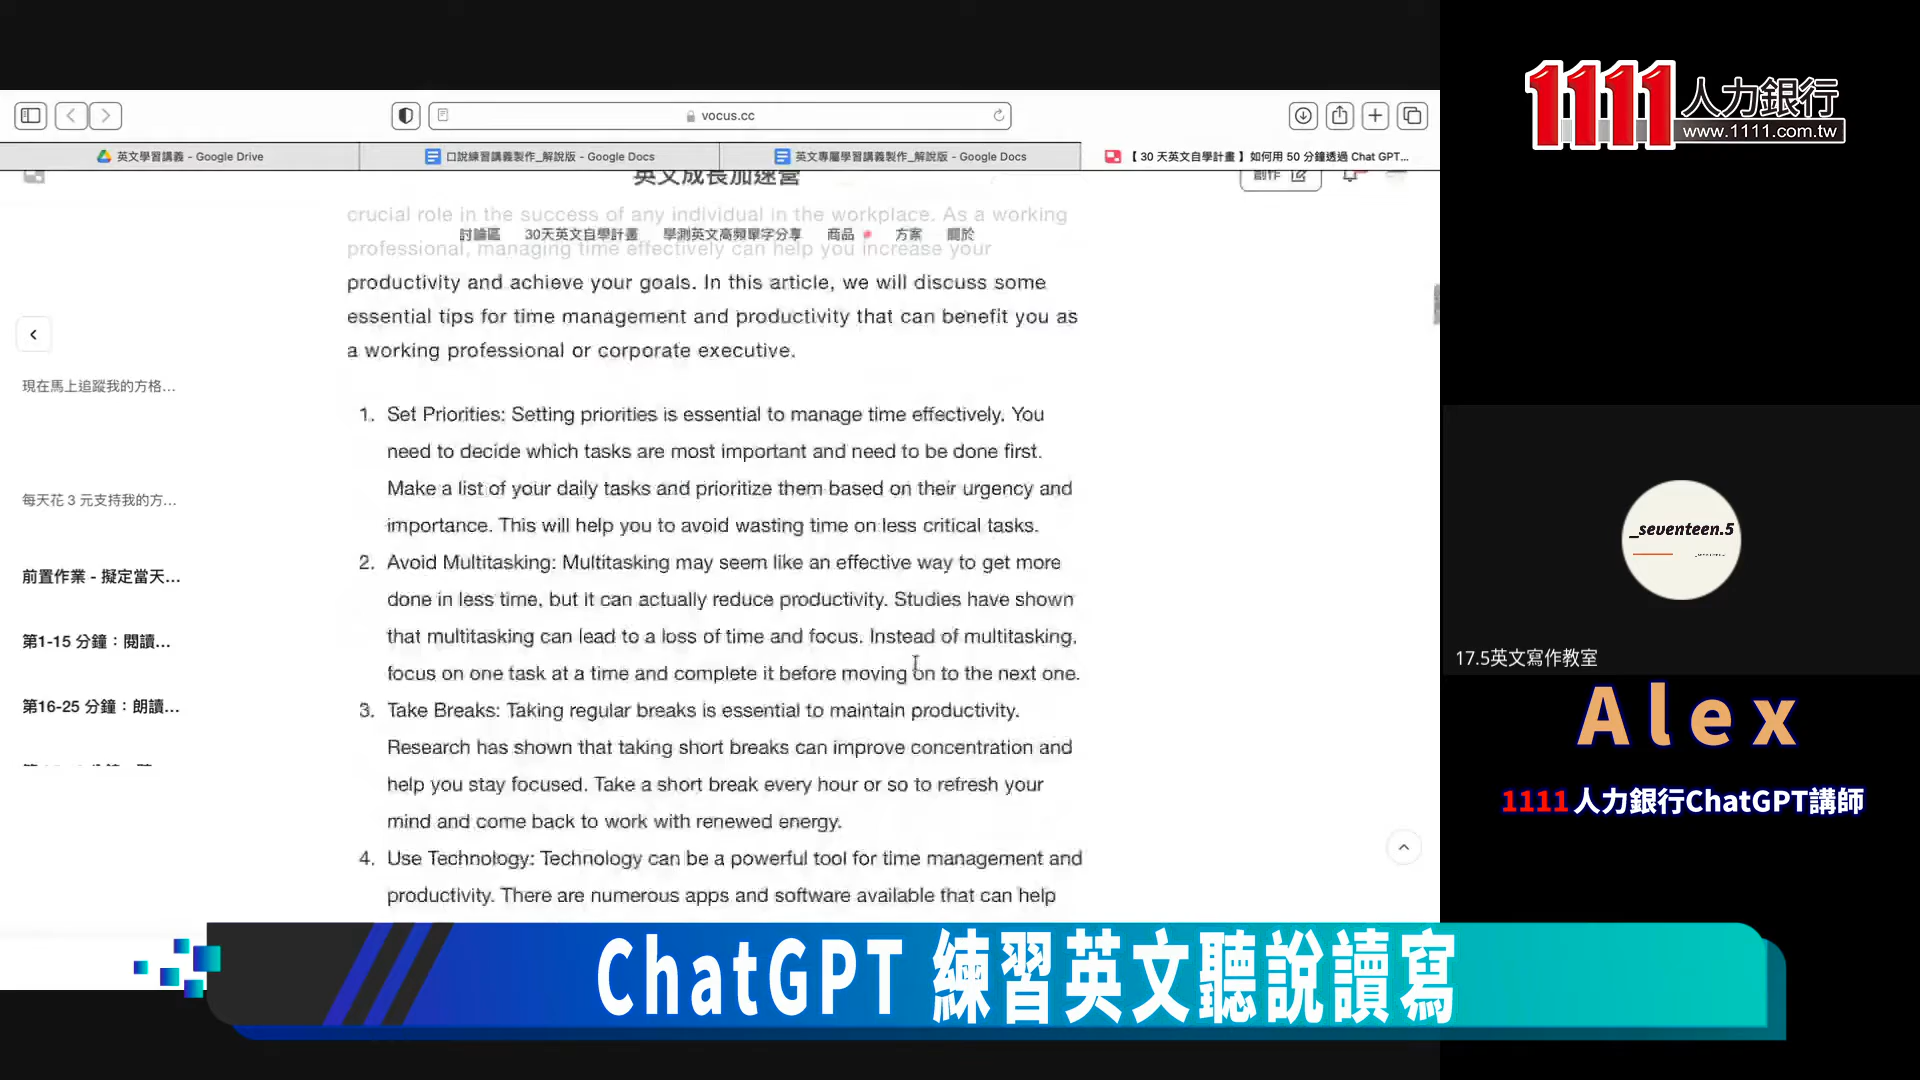 vocus.cc
英文學習講義 - Google Drive
口說練習講義製作_解說版 - Google Docs
英文專屬學習講義製作_解說版 - Google Docs
【 30 天英文自學計畫 】如何用 50 分鐘透過 Chat GPT...
英文成長加速營
創作
crucial role in the success of any individual in the workplace. As a working
討論區 30天英文自學計畫 學測英文高頻單字分享 商品 方案 關於
professional, managing time effectively can help you increase your
productivity and achieve your goals. In this article, we will discuss some
essential tips for time management and productivity that can benefit you as
a working professional or corporate executive.
現在馬上追蹤我的方格...
每天花 3 元支持我的方...
前置作業 - 擬定當天...
第1-15 分鐘：閱讀...
第16-25 分鐘：朗讀...
1. Set Priorities: Setting priorities is essential to manage time effectively. You
need to decide which tasks are most important and need to be done first.
Make a list of your daily tasks and prioritize them based on their urgency and
importance. This will help you to avoid wasting time on less critical tasks.
2. Avoid Multitasking: Multitasking may seem like an effective way to get more
done in less time, but it can actually reduce productivity. Studies have shown
that multitasking can lead to a loss of time and focus. Instead of multitasking,
focus on one task at a time and complete it before moving on to the next one.
3. Take Breaks: Taking regular breaks is essential to maintain productivity.
Research has shown that taking short breaks can improve concentration and
help you stay focused. Take a short break every hour or so to refresh your
mind and come back to work with renewed energy.
4. Use Technology: Technology can be a powerful tool for time management and
productivity. There are numerous apps and software available that can help
1111人力銀行
www.1111.com.tw
_seventeen.5
17.5英文寫作教室
Alex
1111人力銀行ChatGPT講師
ChatGPT 練習英文聽說讀寫